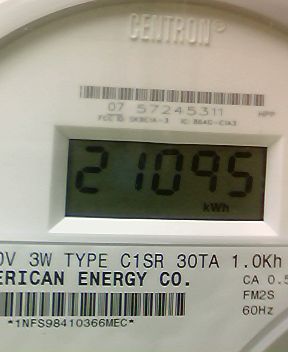 CENTRON®
07 57245311 HPP
21095
kWh
0V 3W TYPE C1SR 30TA 1.0Kh
ERICAN ENERGY CO. CA 0.5
FM2S
60Hz
*1NFS98410366MEC*